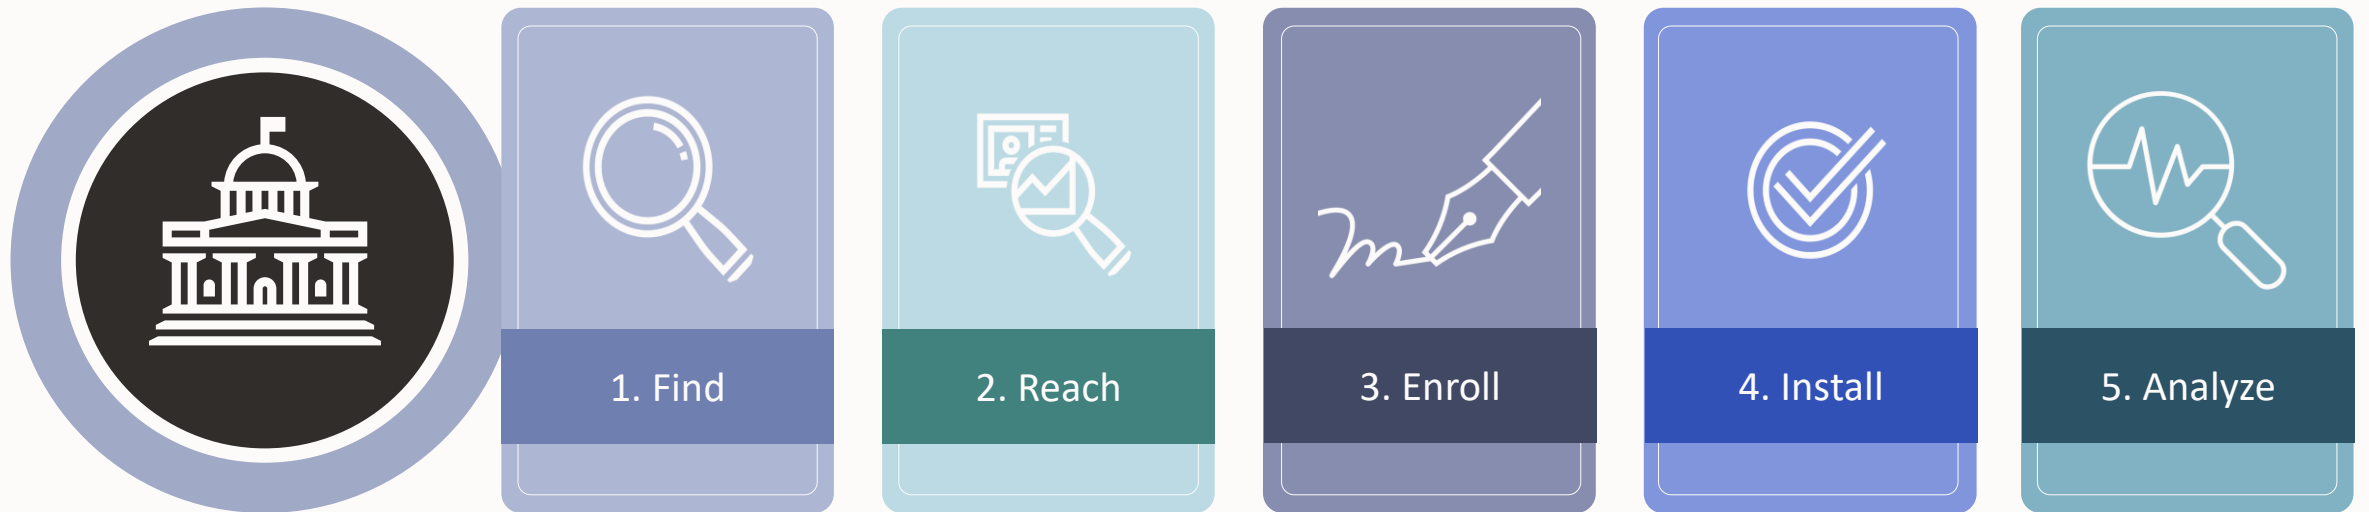 1. Find
2. Reach
3. Enroll
4. Install
5. Analyze